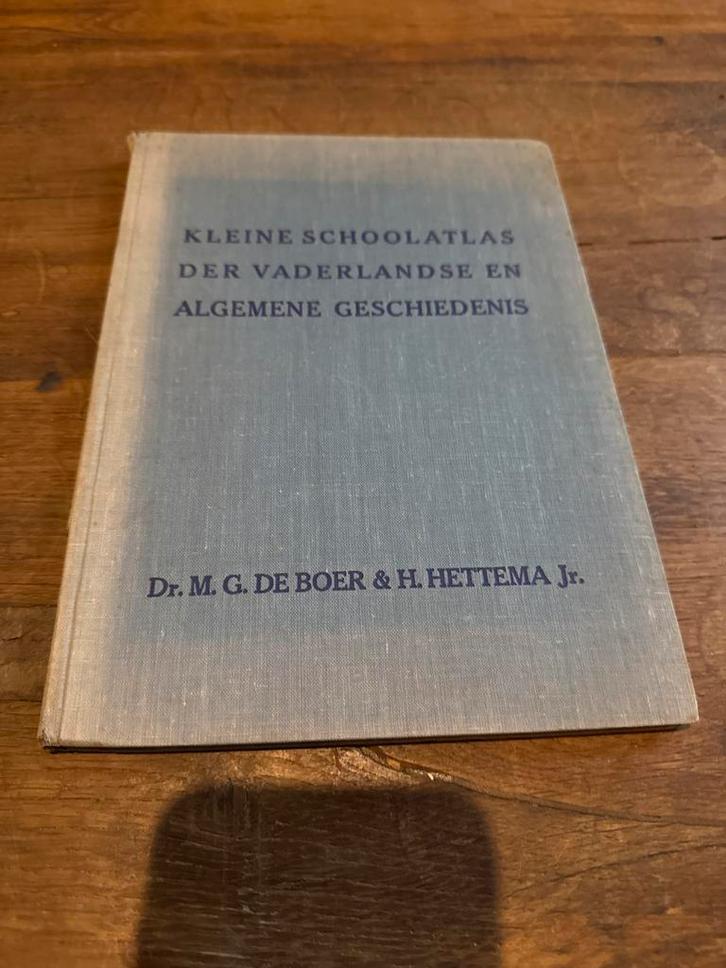 KLEINE SCHOOLATLAS
DER VADERLANDSE EN
ALGEMENE GESCHIEDENIS
Dr. M. G. DE BOER & H. HETTEMA Jr.